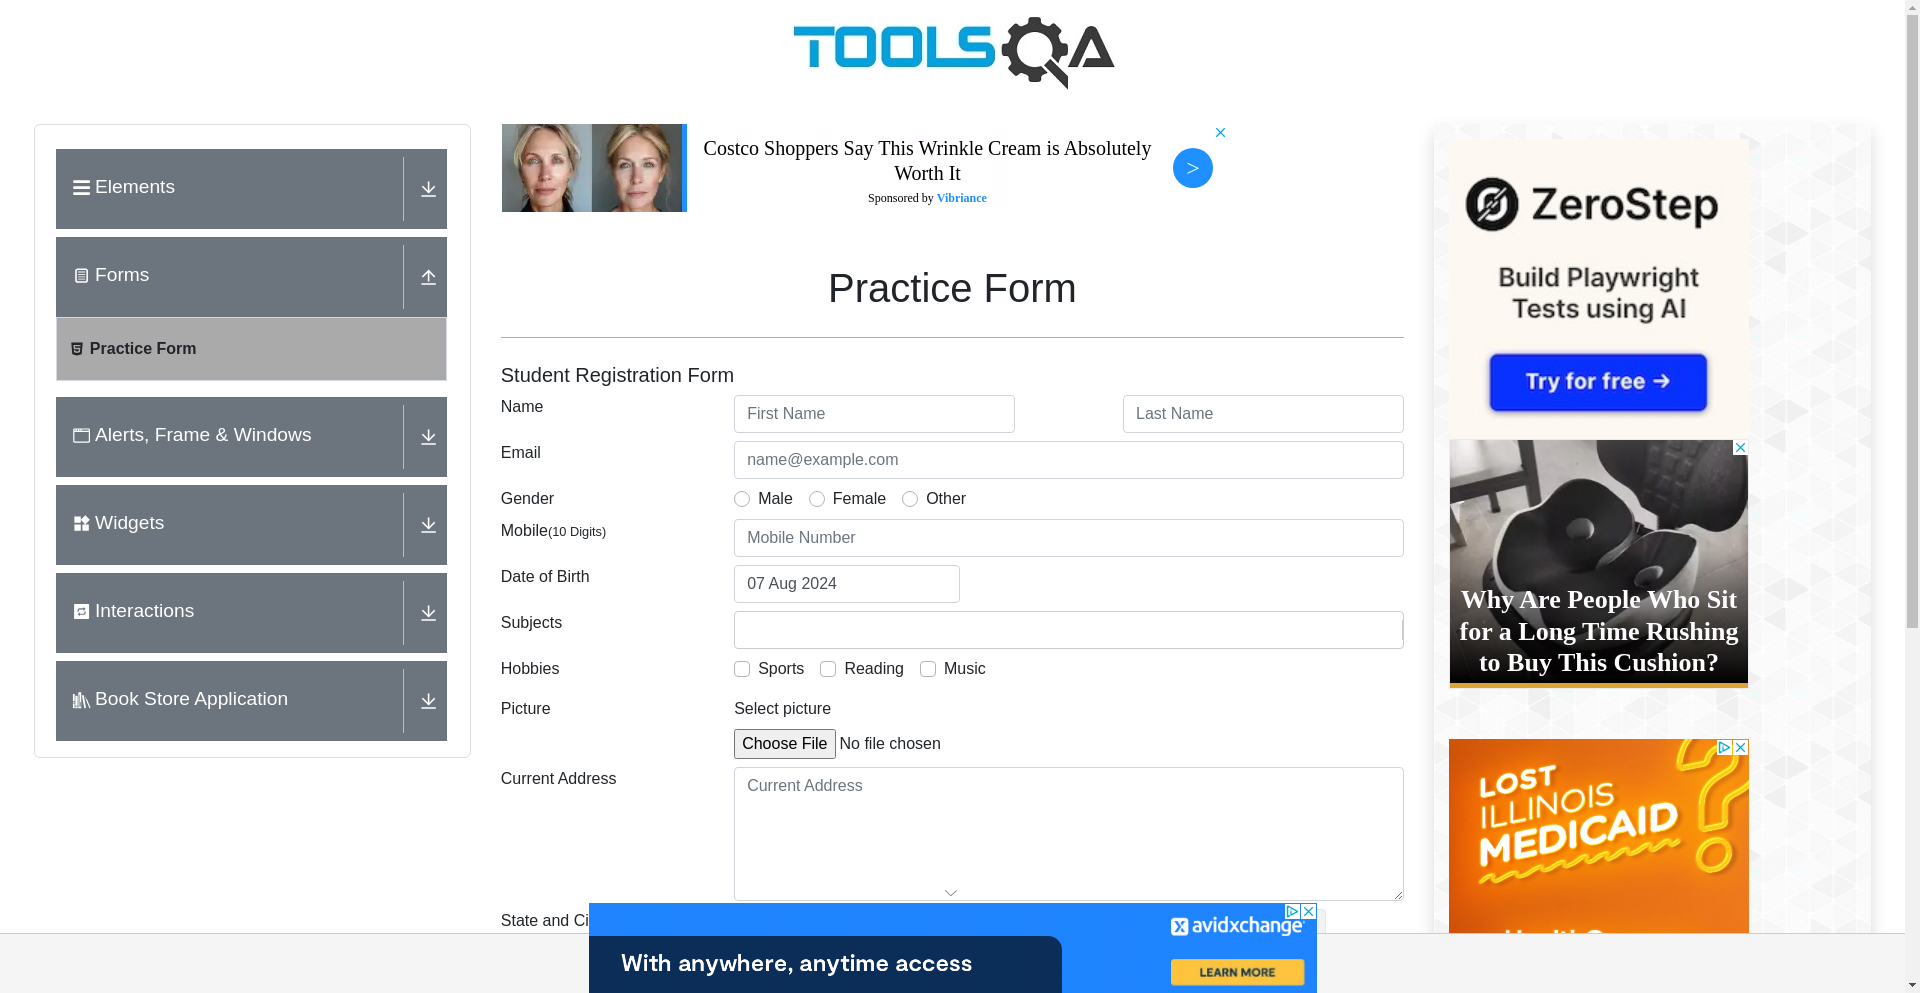 TOOLSQA
Elements
Forms
Practice Form
Alerts, Frame & Windows
Widgets
Interactions
Book Store Application
Costco Shoppers Say This Wrinkle Cream is Absolutely
Worth It
Sponsored by Vibriance
>
Practice Form
Student Registration Form
Name
First Name
Last Name
Email
name@example.com
Gender
Male
Female
Other
Mobile(10 Digits)
Mobile Number
Date of Birth
07 Aug 2024
Subjects
Hobbies
Sports
Reading
Music
Picture
Select picture
Choose File No file chosen
Current Address
Current Address
State and Ci
With anywhere, anytime access
avidxchange
LEARN MORE
ZeroStep
Build Playwright
Tests using AI
Try for free →
Why Are People Who Sit
for a Long Time Rushing
to Buy This Cushion?
LOST
ILLINOIS
MEDICAID
?